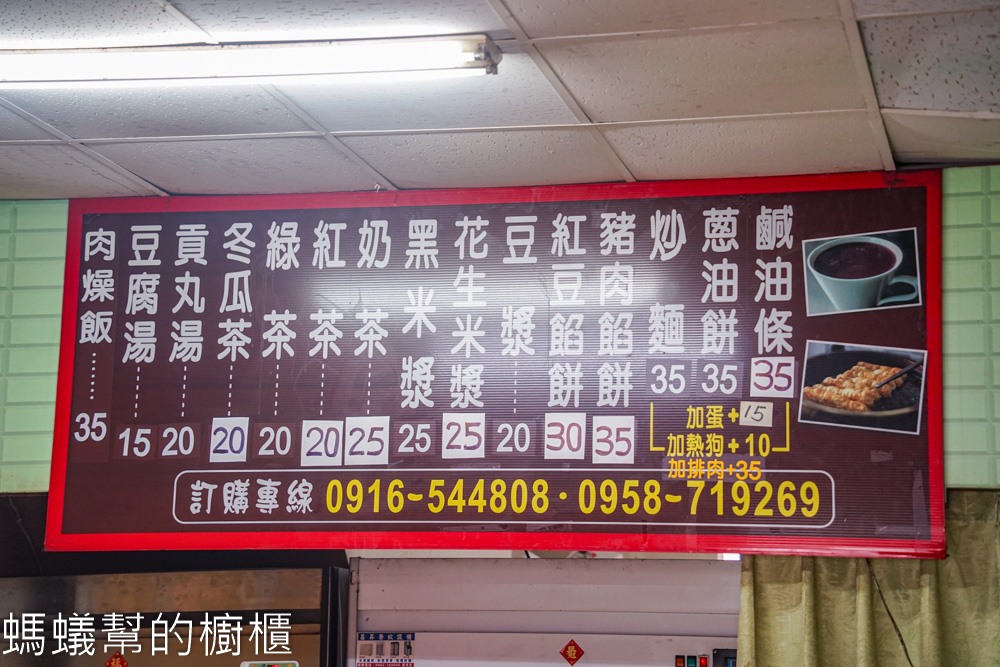 鹹油條 35
蔥油餅 35
炒麵 35
加蛋+15
加熱狗+10
加排肉+35
豬肉餡餅 35
紅豆餡餅 30
豆漿 20
花生米漿 25
黑米漿 25
奶茶 25
紅茶 20
綠茶 20
冬瓜茶 20
貢丸湯 20
豆腐湯 15
肉燥飯 35
訂購專線 0916-544808·0958-719269
螞蟻幫的櫥櫃